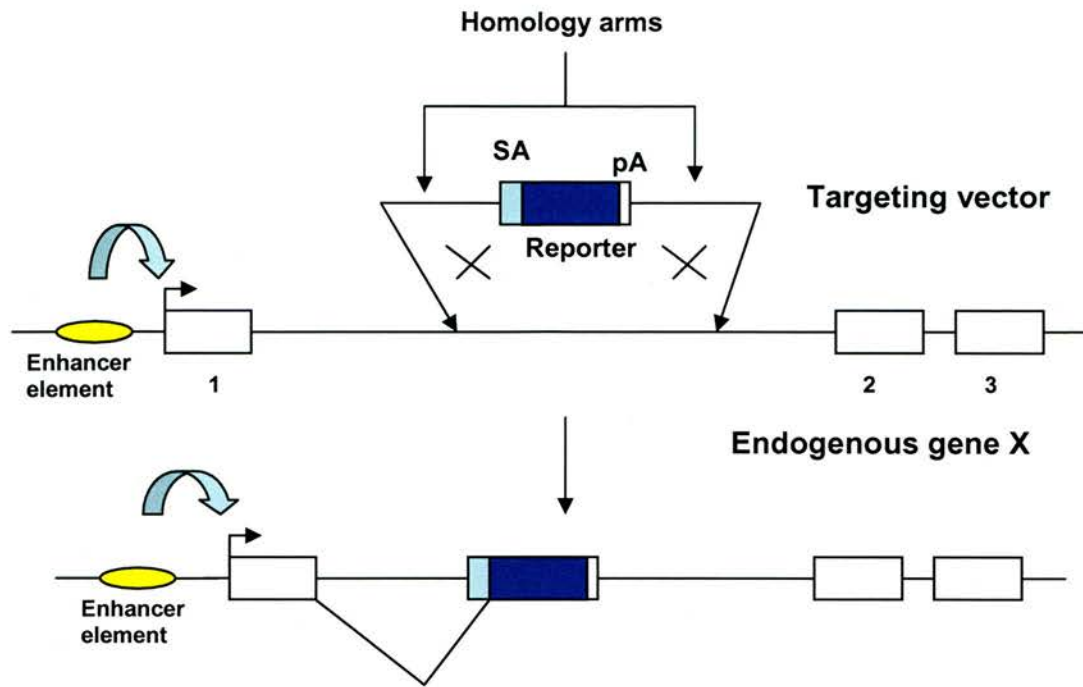 Homology arms
SA
pA
Targeting vector
Reporter
Enhancer
element
1
2
3
Endogenous gene X
Enhancer
element